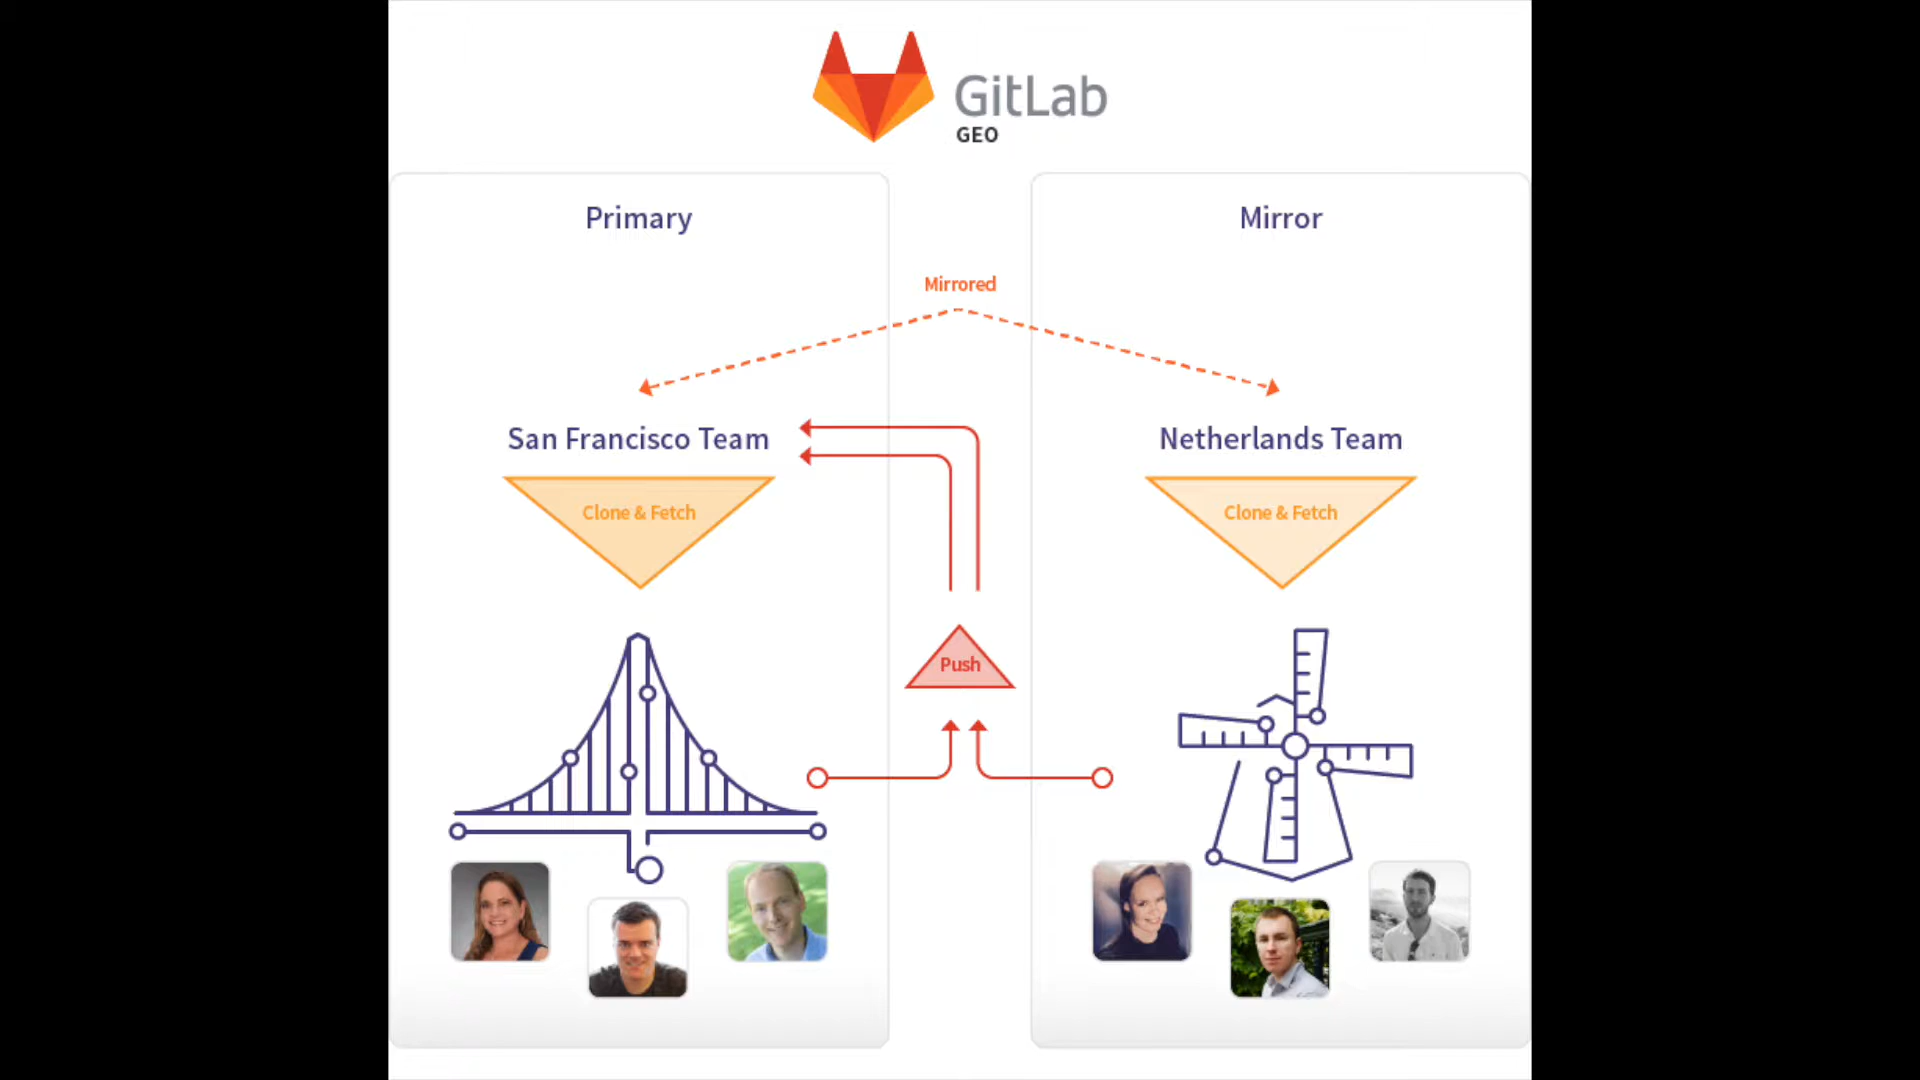 GitLab
GEO
Primary
Mirror
Mirrored
San Francisco Team
Netherlands Team
Clone & Fetch
Clone & Fetch
Push